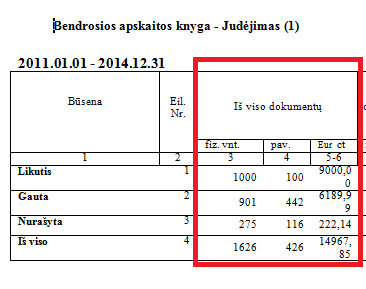 Bendrosios apskaitos knyga - Judėjimas (1)
2011.01.01 - 2014.12.31
Būsena Eil. Nr. Iš viso dokumentų
fiz. vnt. pav. Eur ct
1 2 3 4 5-6
Likutis 1 1000 100 9000,00
Gauta 2 901 442 6189,99
Nurašyta 3 275 116 222,14
Iš viso 4 1626 426 14967,85